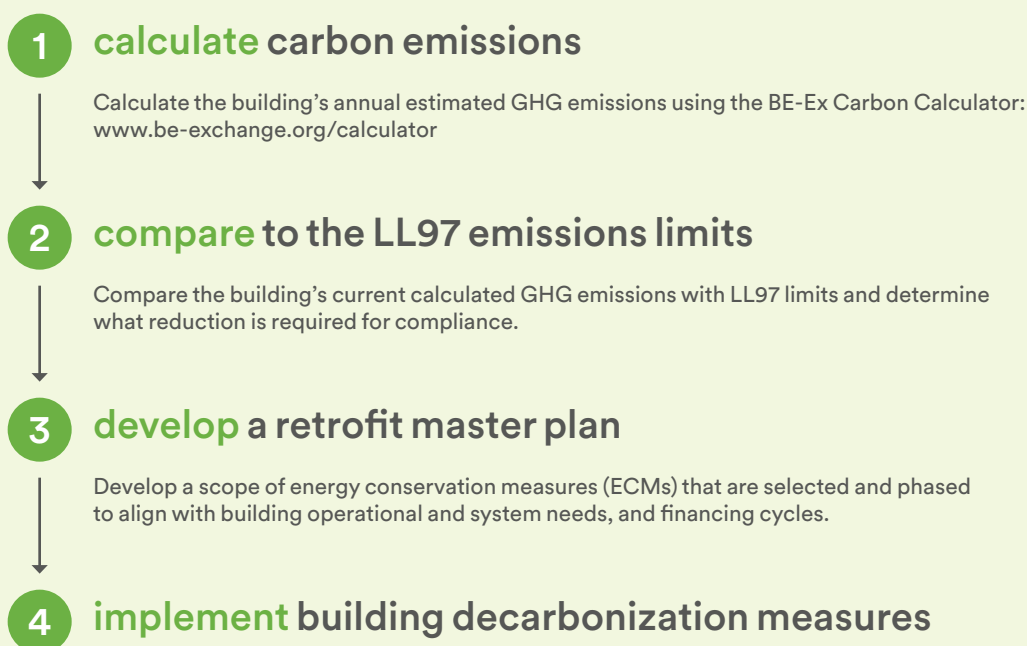 1
calculate carbon emissions
Calculate the building’s annual estimated GHG emissions using the BE-Ex Carbon Calculator:
www.be-exchange.org/calculator
2
compare to the LL97 emissions limits
Compare the building’s current calculated GHG emissions with LL97 limits and determine
what reduction is required for compliance.
3
develop a retrofit master plan
Develop a scope of energy conservation measures (ECMs) that are selected and phased
to align with building operational and system needs, and financing cycles.
4
implement building decarbonization measures